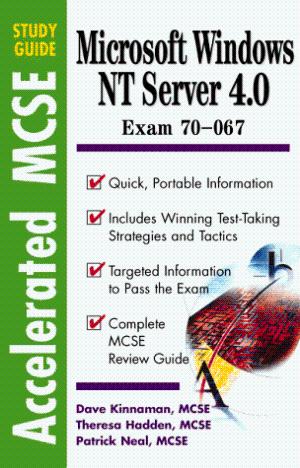 STUDY
GUIDE
Accelerated MCSE
Microsoft Windows
NT Server 4.0
Exam 70–067
Quick, Portable Information
Includes Winning Test-Taking
Strategies and Tactics
Targeted Information
to Pass the Exam
Complete
MCSE
Review Guide
Dave Kinnaman, MCSE
Theresa Hadden, MCSE
Patrick Neal, MCSE
b
A